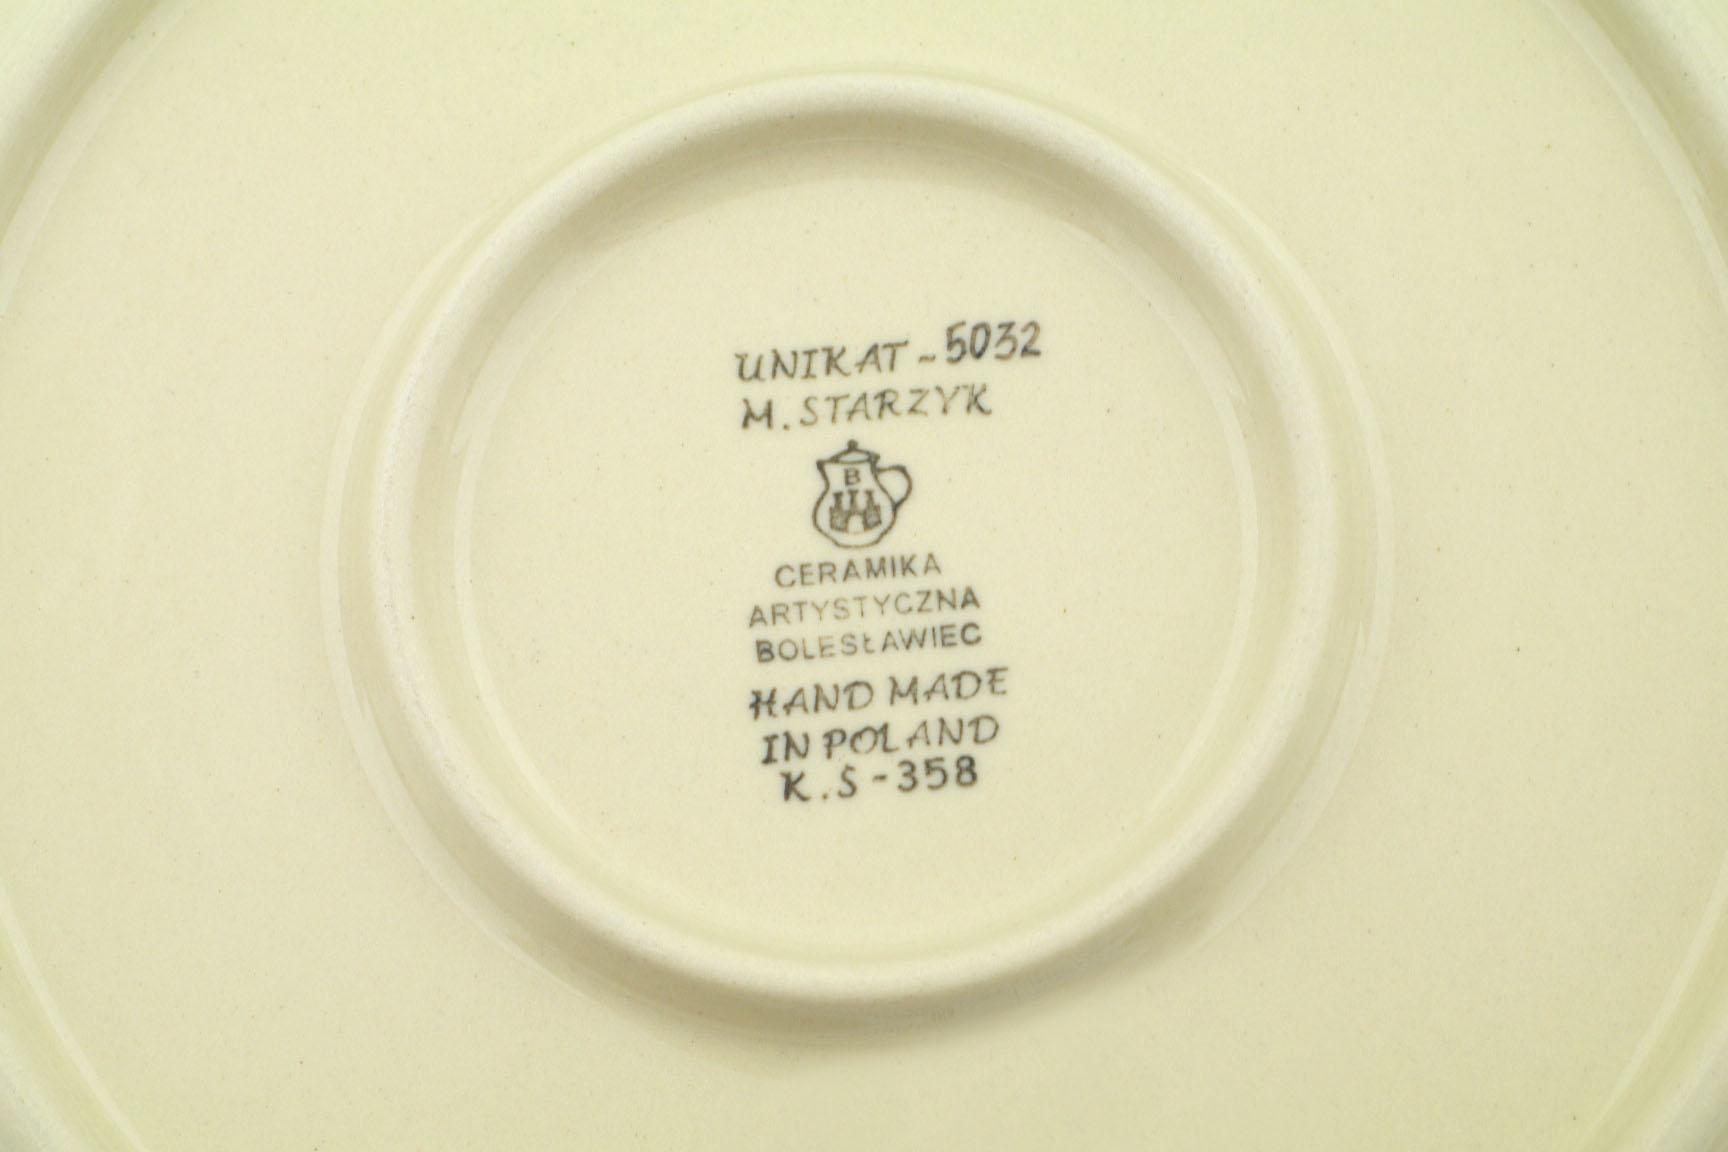 UNIKAT - 5032
M. STARZYK
B
CERAMIKA
ARTYSTYCZNA
BOLESŁAWIEC
HAND MADE
IN POLAND
K.S - 358